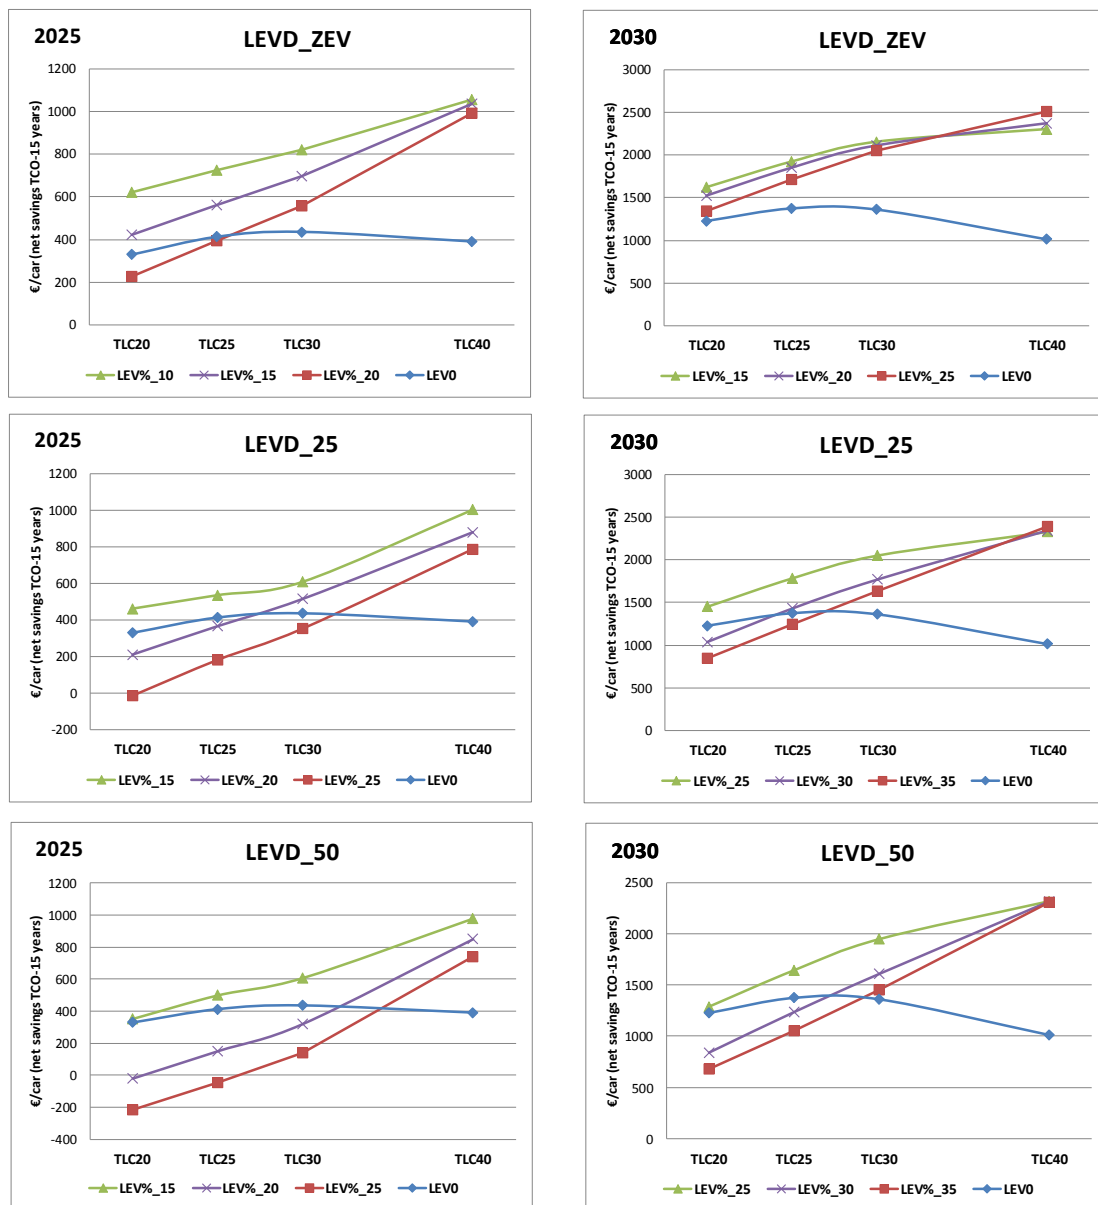 2025
LEVD_ZEV
€/car (net savings TCO-15 years)
1200
1000
800
600
400
200
0
TLC20 TLC25 TLC30 TLC40
LEV%_10 LEV%_15 LEV%_20 LEV0
2030
LEVD_ZEV
€/car (net savings TCO-15 years)
3000
2500
2000
1500
1000
500
0
TLC20 TLC25 TLC30 TLC40
LEV%_15 LEV%_20 LEV%_25 LEV0
2025
LEVD_25
€/car (net savings TCO-15 years)
1200
1000
800
600
400
200
0
-200
TLC20 TLC25 TLC30 TLC40
LEV%_15 LEV%_20 LEV%_25 LEV0
2030
LEVD_25
€/car (net savings TCO-15 years)
3000
2500
2000
1500
1000
500
0
TLC20 TLC25 TLC30 TLC40
LEV%_25 LEV%_30 LEV%_35 LEV0
2025
LEVD_50
€/car (net savings TCO-15 years)
1200
1000
800
600
400
200
0
-200
-400
TLC20 TLC25 TLC30 TLC40
LEV%_15 LEV%_20 LEV%_25 LEV0
2030
LEVD_50
€/car (net savings TCO-15 years)
2500
2000
1500
1000
500
0
TLC20 TLC25 TLC30 TLC40
LEV%_25 LEV%_30 LEV%_35 LEV0